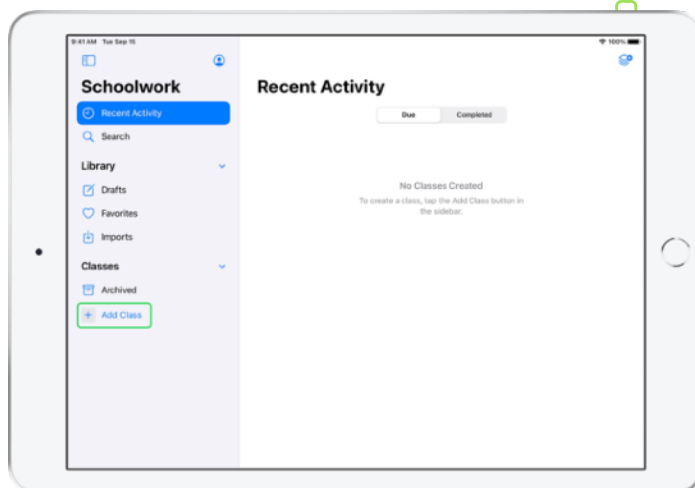 9:41 AM Tue Sep 15
100%
Schoolwork
Recent Activity
Search
Library
Drafts
Favorites
Imports
Classes
Archived
Add Class
Recent Activity
Due
Completed
No Classes Created
To create a class, tap the Add Class button in
the sidebar.